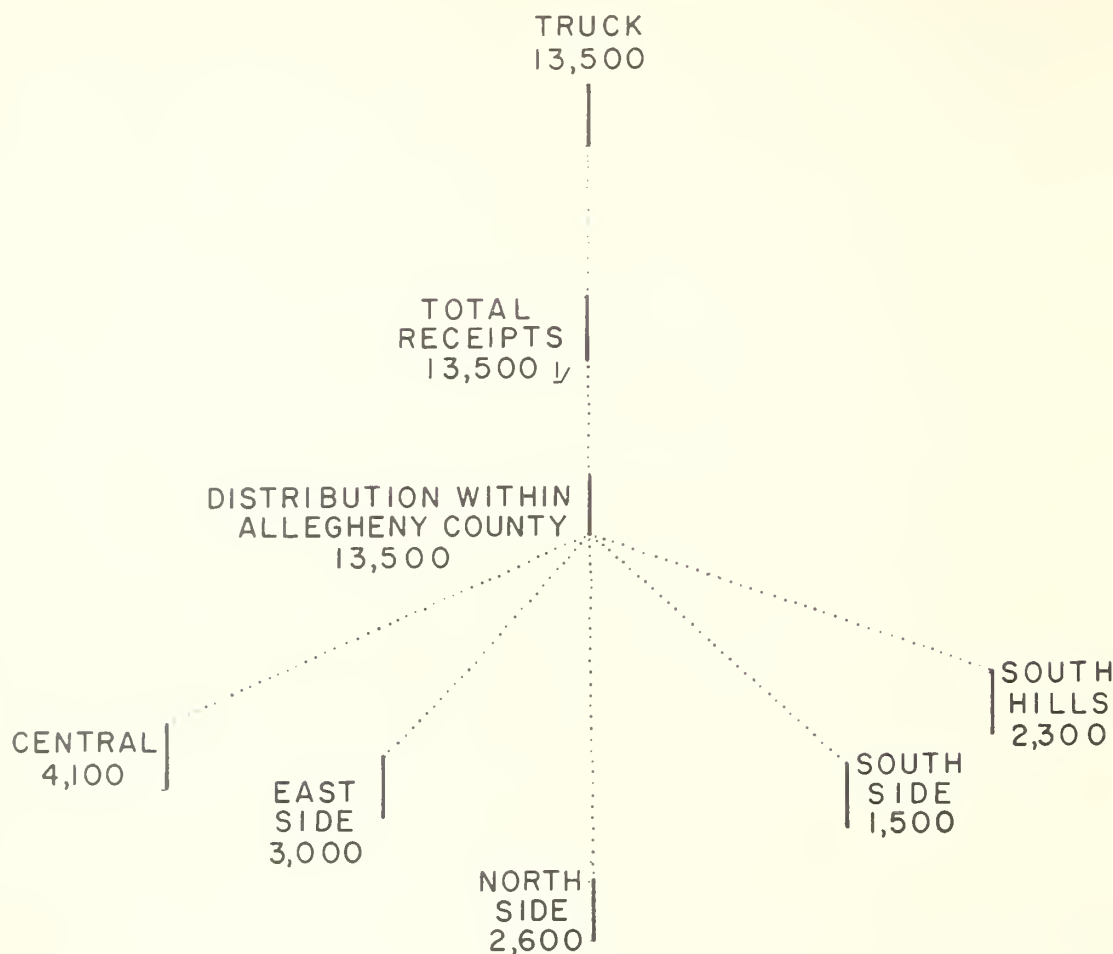 TRUCK
13,500
TOTAL
RECEIPTS
13,500 1/
DISTRIBUTION WITHIN
ALLEGHENY COUNTY
13,500
CENTRAL
4,100
EAST
SIDE
3,000
NORTH
SIDE
2,600
SOUTH
SIDE
1,500
SOUTH
HILLS
2,300